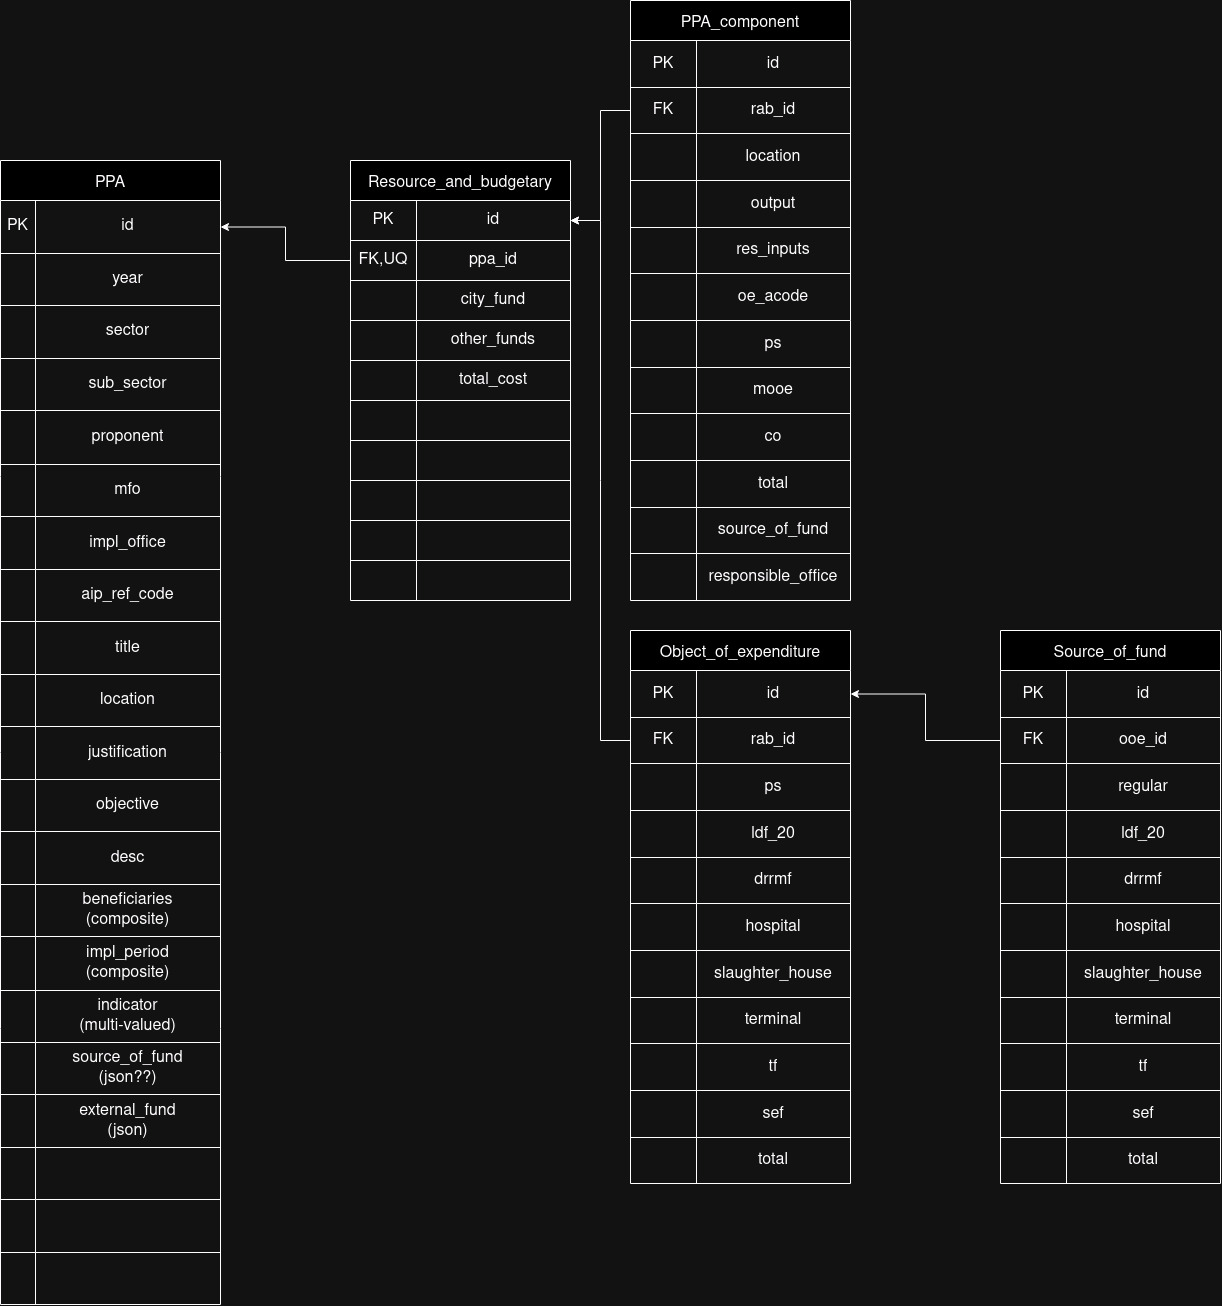 PPA
PK id
year
sector
sub_sector
proponent
mfo
impl_office
aip_ref_code
title
location
justification
objective
desc
beneficiaries
(composite)
impl_period
(composite)
indicator
(multi-valued)
source_of_fund
(json??)
external_fund
(json)
Resource_and_budgetary
PK id
FK,UQ ppa_id
city_fund
other_funds
total_cost
PPA_component
PK id
FK rab_id
location
output
res_inputs
oe_acode
ps
mooe
co
total
source_of_fund
responsible_office
Object_of_expenditure
PK id
FK rab_id
ps
ldf_20
drrmf
hospital
slaughter_house
terminal
tf
sef
total
Source_of_fund
PK id
FK ooe_id
regular
ldf_20
drrmf
hospital
slaughter_house
terminal
tf
sef
total